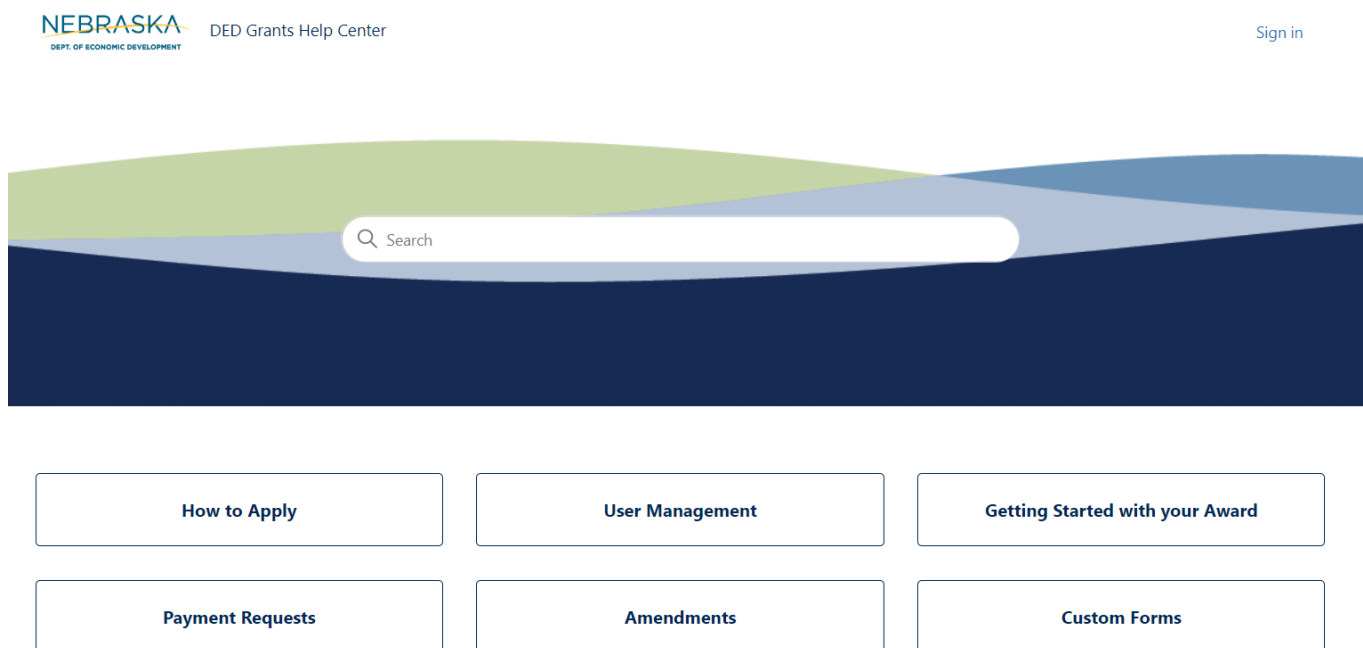 NEBRASKA
DEPT. OF ECONOMIC DEVELOPMENT
DED Grants Help Center
Sign in
Search
How to Apply
User Management
Getting Started with your Award
Payment Requests
Amendments
Custom Forms